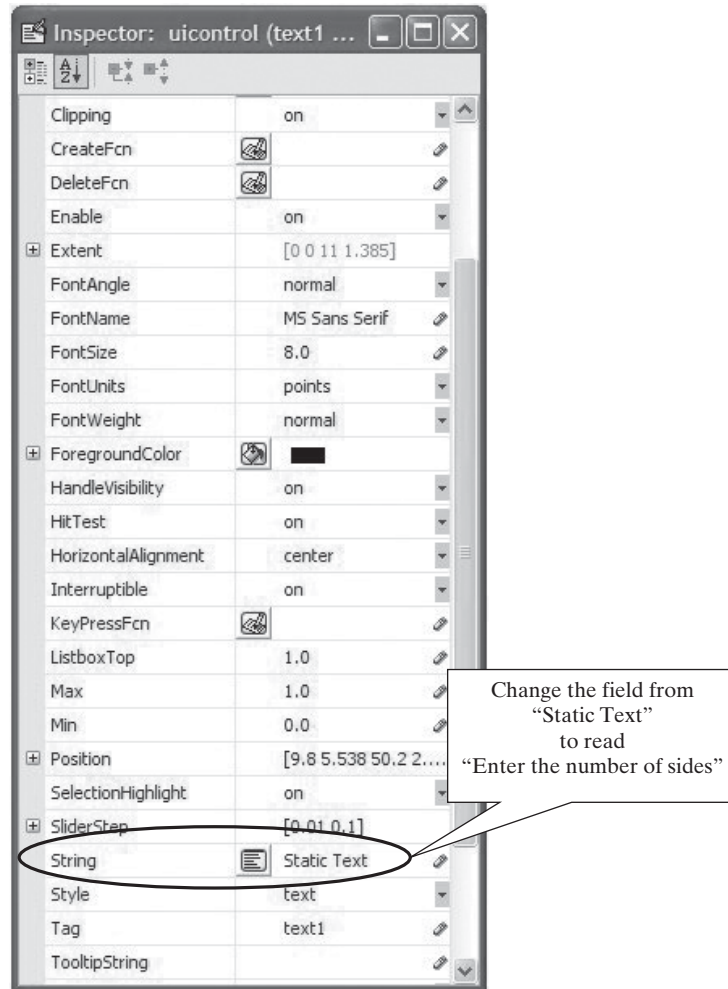 Inspector: uicontrol (text1 ...
Clipping on
CreateFcn
DeleteFcn
Enable on
Extent [0 0 11 1.385]
FontAngle normal
FontName MS Sans Serif
FontSize 8.0
FontUnits points
FontWeight normal
ForegroundColor
HandleVisibility on
HitTest on
HorizontalAlignment center
Interruptible on
KeyPressFcn
ListboxTop 1.0
Max 1.0
Min 0.0
Position [9.8 5.538 50.2 2....
SelectionHighlight on
SliderStep [0.01 0.1]
String Static Text
Style text
Tag text1
TooltipString
Change the field from
“Static Text”
to read
“Enter the number of sides”